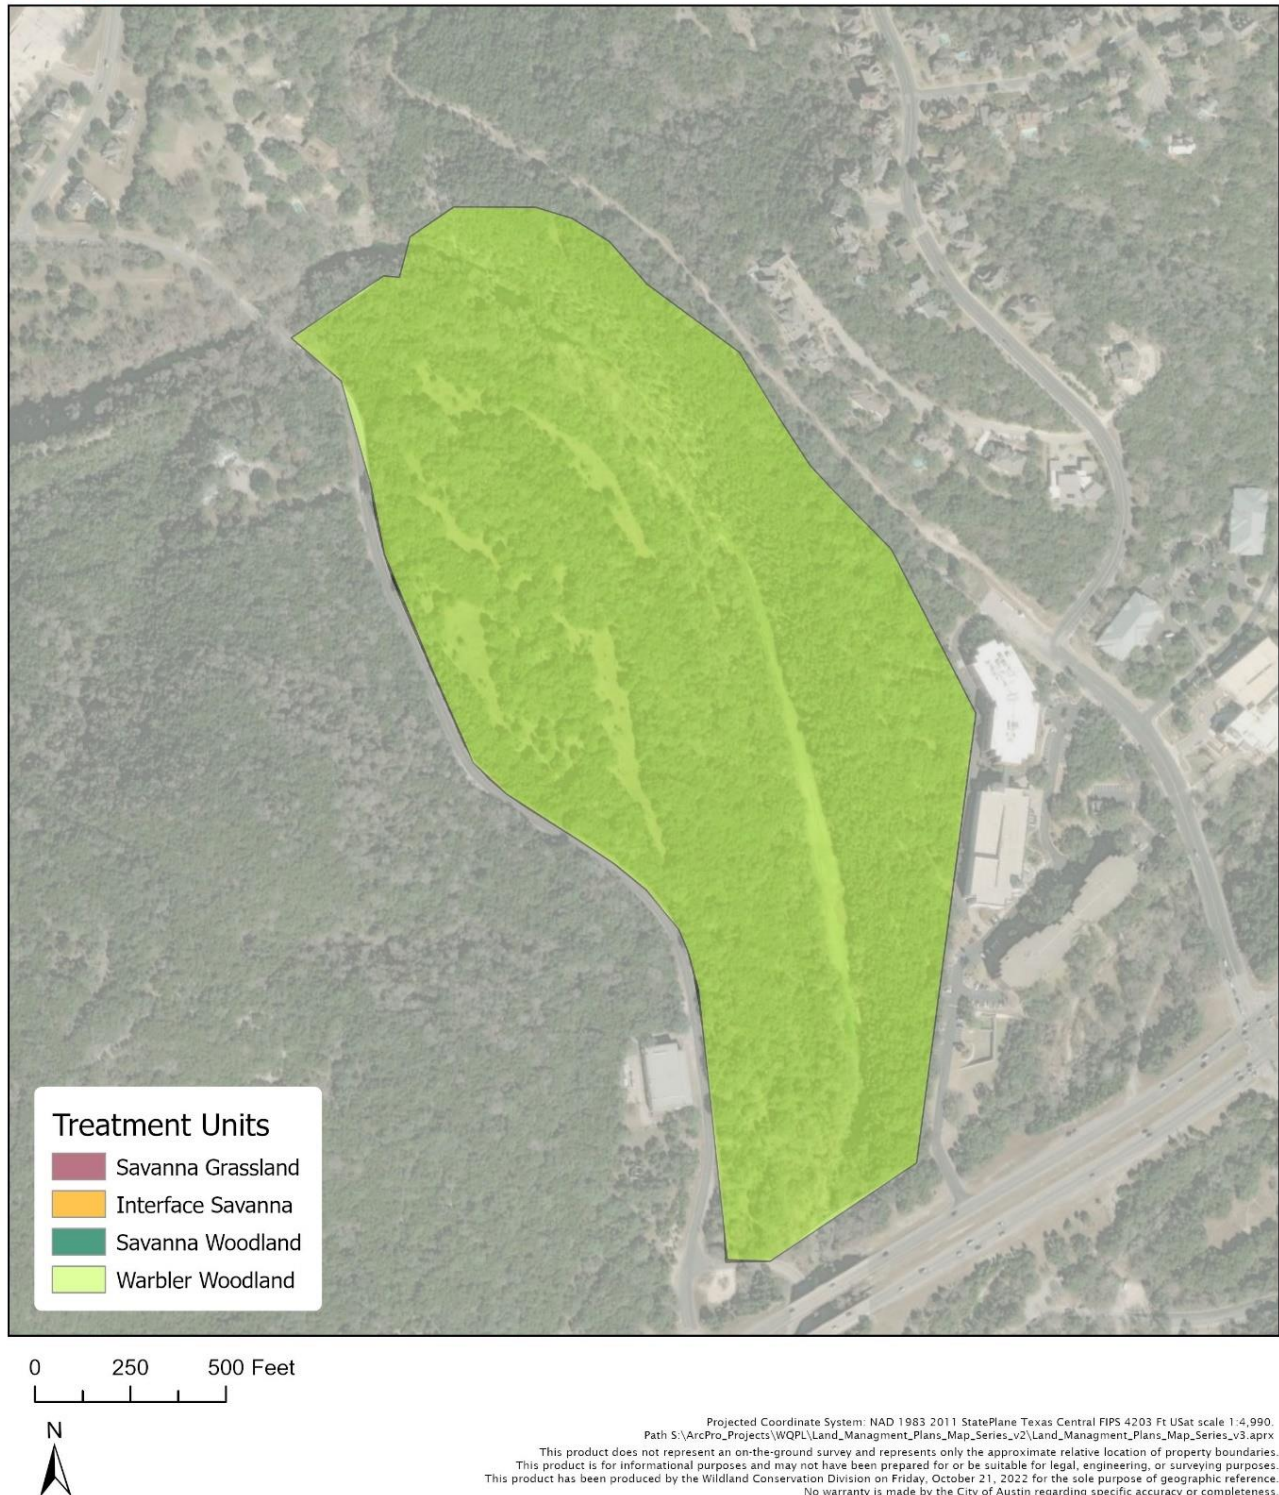 Treatment Units
Savanna Grassland
Interface Savanna
Savanna Woodland
Warbler Woodland
0 250 500 Feet
N
Projected Coordinate System: NAD 1983 2011 StatePlane Texas Central FIPS 4203 Ft USat scale 1:4,990.
Path S:\ArcPro_Projects\WQPL\Land_Managment_Plans_Map_Series_v2\Land_Managment_Plans_Map_Series_v3.aprx
This product does not represent an on-the-ground survey and represents only the approximate relative location of property boundaries.
This product is for informational purposes and may not have been prepared for or be suitable for legal, engineering, or surveying purposes.
This product has been produced by the Wildland Conservation Division on Friday, October 21, 2022 for the sole purpose of geographic reference.
No warranty is made by the City of Austin regarding specific accuracy or completeness.